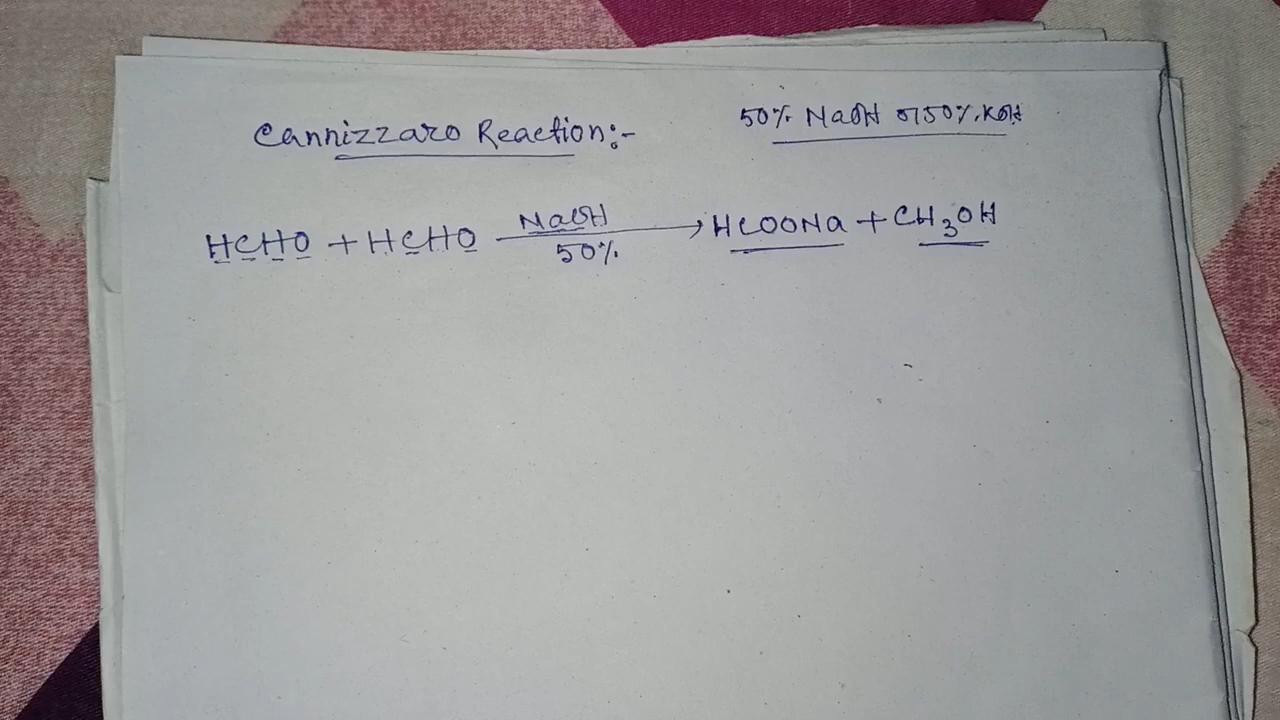 Cannizzaro Reaction:-
50% NaOH or 50% KOH
HCHO + HCHO NaOH 50% → HCOONa + CH₃OH